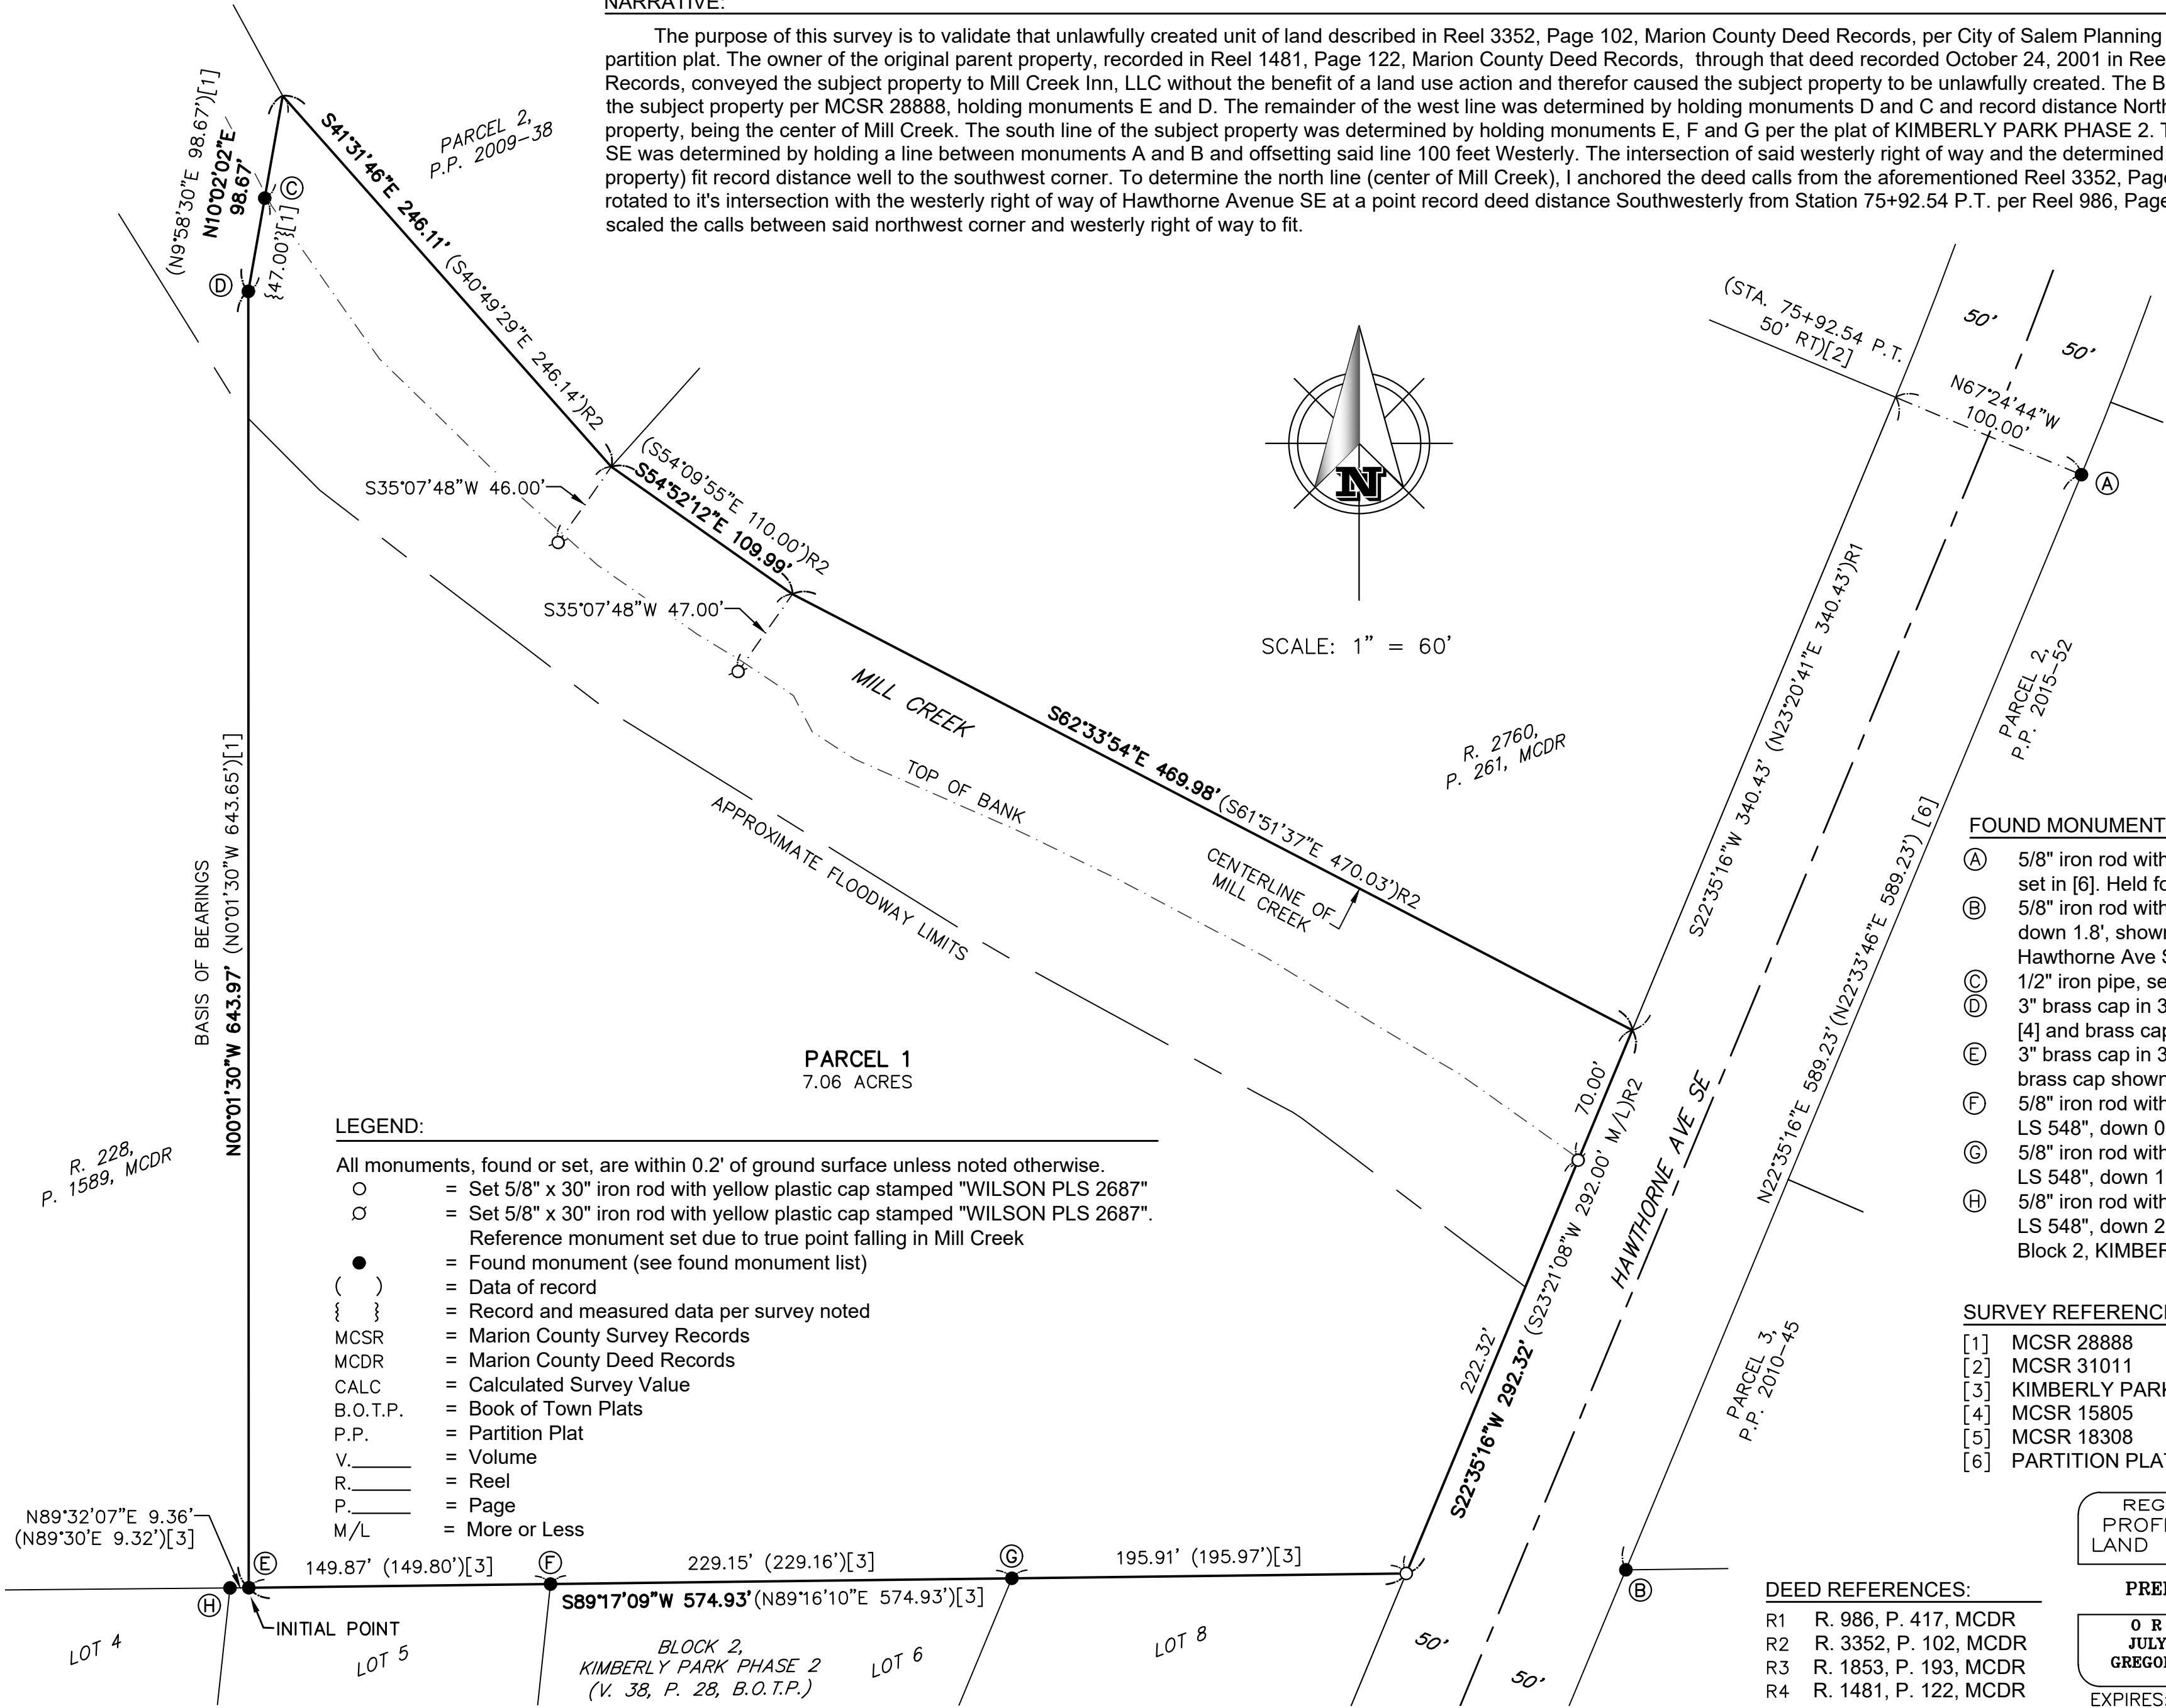 NARRATIVE:
The purpose of this survey is to validate that unlawfully created unit of land described in Reel 3352, Page 102, Marion County Deed Records, per City of Salem Planning
partition plat. The owner of the original parent property, recorded in Reel 1481, Page 122, Marion County Deed Records, through that deed recorded October 24, 2001 in Ree
Records, conveyed the subject property to Mill Creek Inn, LLC without the benefit of a land use action and therefor caused the subject property to be unlawfully created. The B
the subject property per MCSR 28888, holding monuments E and D. The remainder of the west line was determined by holding monuments D and C and record distance North
property, being the center of Mill Creek. The south line of the subject property was determined by holding monuments E, F and G per the plat of KIMBERLY PARK PHASE 2. T
SE was determined by holding a line between monuments A and B and offsetting said line 100 feet Westerly. The intersection of said westerly right of way and the determined
property) fit record distance well to the southwest corner. To determine the north line (center of Mill Creek), I anchored the deed calls from the aforementioned Reel 3352, Page
rotated to it's intersection with the westerly right of way of Hawthorne Avenue SE at a point record deed distance Southwesterly from Station 75+92.54 P.T. per Reel 986, Page
scaled the calls between said northwest corner and westerly right of way to fit.
(N9°58'30"E 98.67')[1]
N10°02'02"E
98.67'
C
{47.00'}[1]
D
S41°31'46"E 246.11' (S40°49'29"E 246.14')R2
PARCEL 2,
P.P. 2009-38
(S54°09'55"E 110.00')R2
S54°52'12"E 109.99'
S35°07'48"W 46.00'
S35°07'48"W 47.00'
N
SCALE: 1" = 60'
(STA. 75+92.54 P.T.
50' RT)[2]
50'
50'
N67°24'44"W
100.00'
A
MILL CREEK
S62°33'54"E 469.98' (S61°51'37"E 470.03')R2
TOP OF BANK
APPROXIMATE FLOODWAY LIMITS
CENTERLINE OF
MILL CREEK
R. 2760,
P. 261, MCDR
S22°35'16"W 340.43' (N23°20'41"E 340.43')R1
PARCEL 2,
P.P. 2015-52
N22°35'16"E 589.23' (N22°33'46"E 589.23') [6]
BASIS OF BEARINGS
N00°01'30"W 643.97' (N0°01'30"W 643.65')[1]
R. 228,
P. 1589, MCDR
PARCEL 1
7.06 ACRES
70.00'
222.32'
S22°35'16"W 292.32' (S23°21'08"W 292.00' M/L)R2
HAWTHORNE AVE SE
PARCEL 3,
P.P. 2010-45
LEGEND:
All monuments, found or set, are within 0.2' of ground surface unless noted otherwise.
= Set 5/8" x 30" iron rod with yellow plastic cap stamped "WILSON PLS 2687"
= Set 5/8" x 30" iron rod with yellow plastic cap stamped "WILSON PLS 2687".
Reference monument set due to true point falling in Mill Creek
= Found monument (see found monument list)
( ) = Data of record
{ } = Record and measured data per survey noted
MCSR = Marion County Survey Records
MCDR = Marion County Deed Records
CALC = Calculated Survey Value
B.O.T.P. = Book of Town Plats
P.P. = Partition Plat
V.______ = Volume
R.______ = Reel
P.______ = Page
M/L = More or Less
N89°32'07"E 9.36'
(N89°30'E 9.32')[3]
E
H
INITIAL POINT
149.87' (149.80')[3]
F
229.15' (229.16')[3]
G
195.91' (195.97')[3]
S89°17'09"W 574.93' (N89°16'10"E 574.93')[3]
B
LOT 4
LOT 5
BLOCK 2,
KIMBERLY PARK PHASE 2
(V. 38, P. 28, B.O.T.P.)
LOT 6
LOT 8
50'
50'
FOUND MONUMENT
A 5/8" iron rod with
set in [6]. Held fo
B 5/8" iron rod with
down 1.8', shown
Hawthorne Ave S
C 1/2" iron pipe, se
D 3" brass cap in 3
[4] and brass cap
E 3" brass cap in 3
brass cap shown
F 5/8" iron rod with
LS 548", down 0
G 5/8" iron rod with
LS 548", down 1
H 5/8" iron rod with
LS 548", down 2
Block 2, KIMBER
SURVEY REFERENCE
[1] MCSR 28888
[2] MCSR 31011
[3] KIMBERLY PARK
[4] MCSR 15805
[5] MCSR 18308
[6] PARTITION PLAT
DEED REFERENCES:
R1 R. 986, P. 417, MCDR
R2 R. 3352, P. 102, MCDR
R3 R. 1853, P. 193, MCDR
R4 R. 1481, P. 122, MCDR
REG
PROF
LAND
PREL
O R
JULY
GREGO
EXPIRES: